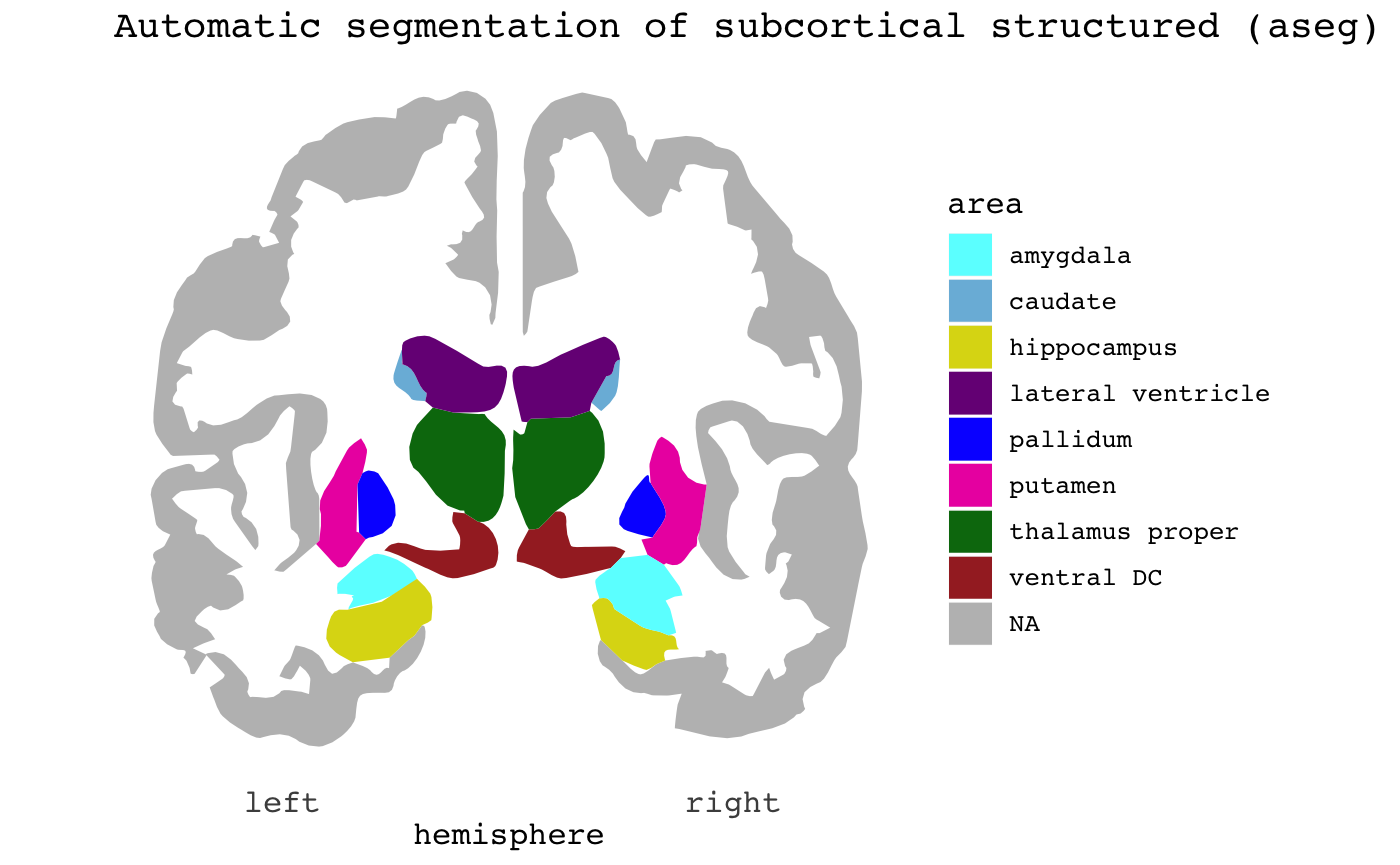 Automatic segmentation of subcortical structured (aseg)
area
amygdala
caudate
hippocampus
lateral ventricle
pallidum
putamen
thalamus proper
ventral DC
NA
left right
hemisphere